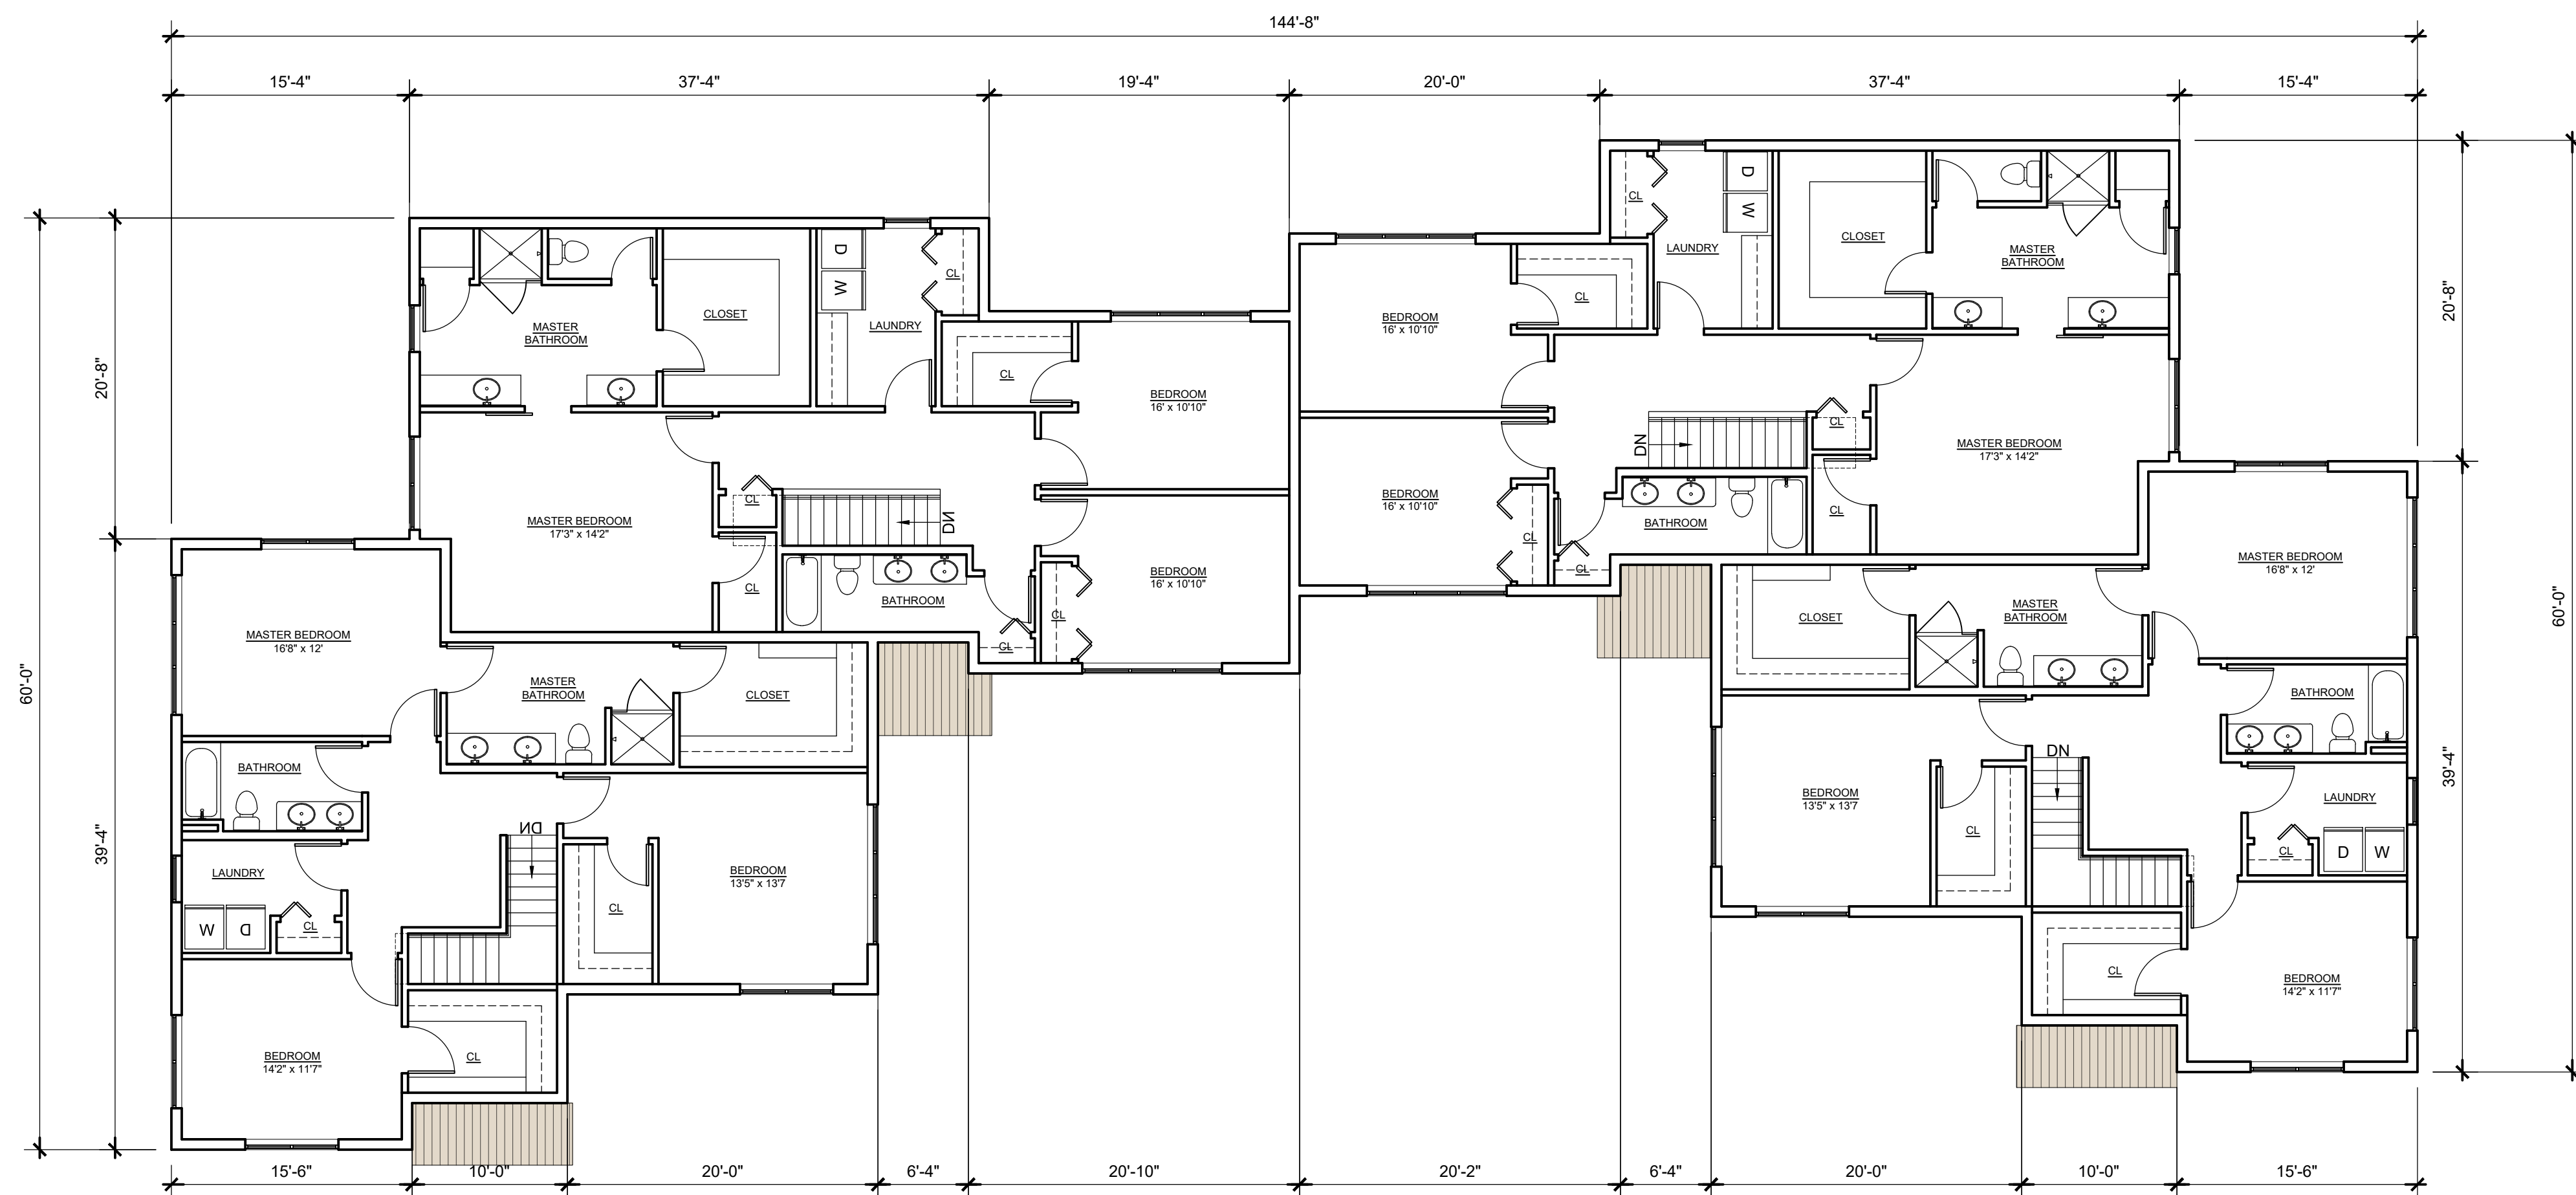 144'-8"
15'-4"
37'-4"
19'-4"
20'-0"
37'-4"
15'-4"
60'-0"
20'-8"
39'-4"
D
W
CL
CLOSET
LAUNDRY
MASTER
BATHROOM
CL
BEDROOM
16' x 10'10"
MASTER BEDROOM
17'3" x 14'2"
CL
DN
CL
BATHROOM
CL
CL
BEDROOM
16' x 10'10"
MASTER BEDROOM
16'8" x 12'
MASTER
BATHROOM
CLOSET
BATHROOM
DN
LAUNDRY
W
D
CL
CL
BEDROOM
13'5" x 13'7
BEDROOM
14'2" x 11'7"
CL
CL
D
W
LAUNDRY
CLOSET
MASTER
BATHROOM
BEDROOM
16' x 10'10"
CL
CL
DN
MASTER BEDROOM
17'3" x 14'2"
BEDROOM
16' x 10'10"
CL
CL
BATHROOM
CL
MASTER BEDROOM
16'8" x 12'
CLOSET
MASTER
BATHROOM
BATHROOM
DN
BEDROOM
13'5" x 13'7
CL
LAUNDRY
CL
D
W
CL
BEDROOM
14'2" x 11'7"
20'-8"
39'-4"
60'-0"
15'-6"
10'-0"
20'-0"
6'-4"
20'-10"
20'-2"
6'-4"
20'-0"
10'-0"
15'-6"